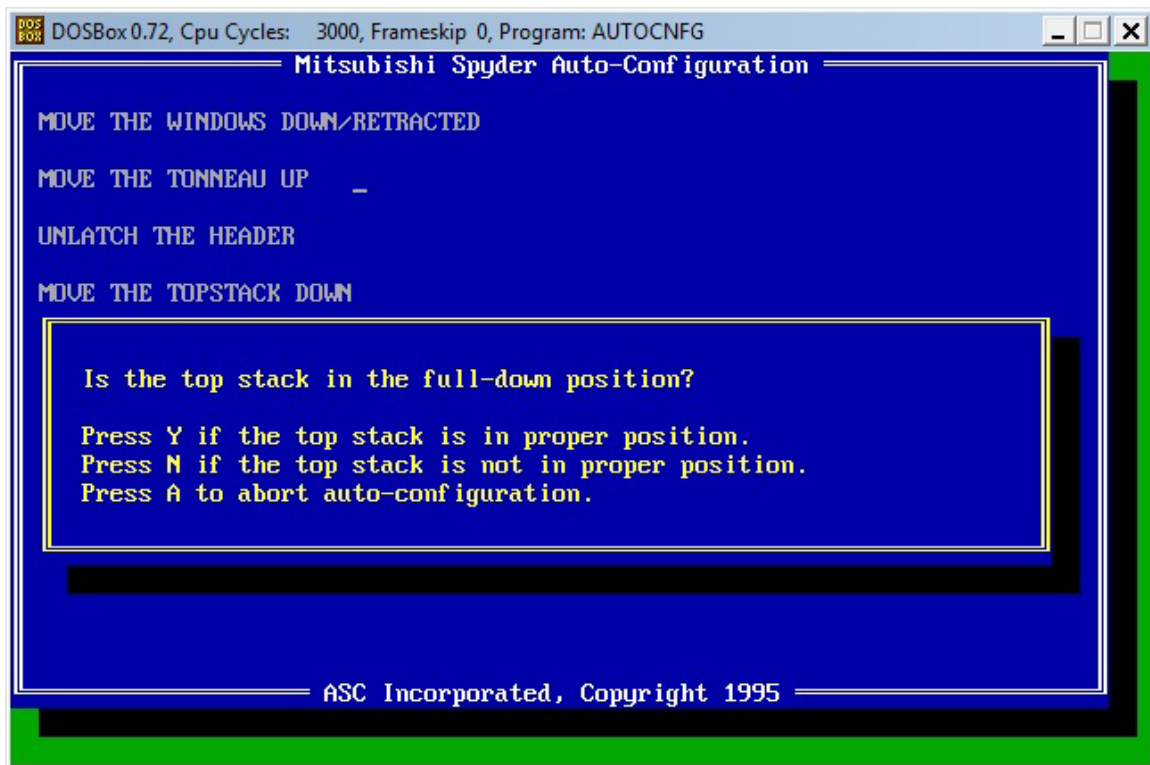 DOSBox 0.72, Cpu Cycles: 3000, Frameskip 0, Program: AUTOCNFG
Mitsubishi Spyder Auto-Configuration
MOVE THE WINDOWS DOWN/RETRACTED
MOVE THE TONNEAU UP _
UNLATCH THE HEADER
MOVE THE TOPSTACK DOWN
Is the top stack in the full-down position?
Press Y if the top stack is in proper position.
Press N if the top stack is not in proper position.
Press A to abort auto-configuration.
ASC Incorporated, Copyright 1995